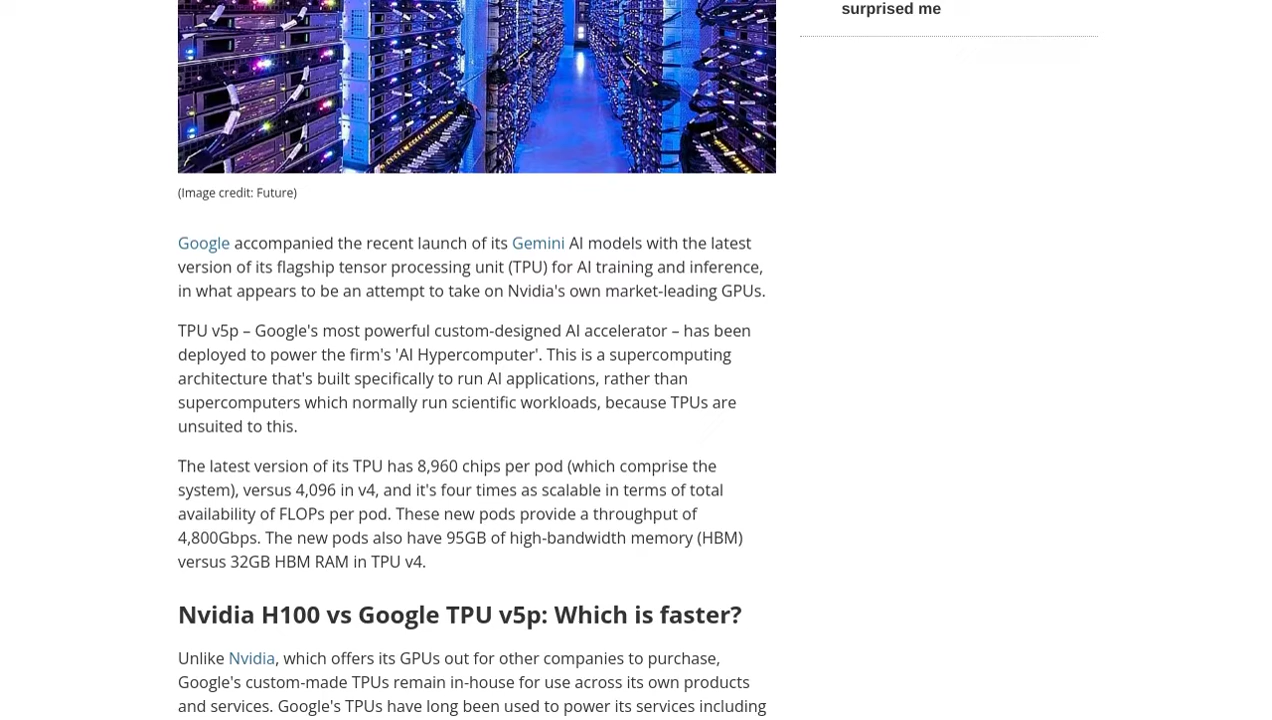 surprised me
(Image credit: Future)
Google accompanied the recent launch of its Gemini AI models with the latest
version of its flagship tensor processing unit (TPU) for AI training and inference,
in what appears to be an attempt to take on Nvidia's own market-leading GPUs.
TPU v5p – Google's most powerful custom-designed AI accelerator – has been
deployed to power the firm's 'AI Hypercomputer'. This is a supercomputing
architecture that's built specifically to run AI applications, rather than
supercomputers which normally run scientific workloads, because TPUs are
unsuited to this.
The latest version of its TPU has 8,960 chips per pod (which comprise the
system), versus 4,096 in v4, and it's four times as scalable in terms of total
availability of FLOPs per pod. These new pods provide a throughput of
4,800Gbps. The new pods also have 95GB of high-bandwidth memory (HBM)
versus 32GB HBM RAM in TPU v4.
Nvidia H100 vs Google TPU v5p: Which is faster?
Unlike Nvidia, which offers its GPUs out for other companies to purchase,
Google's custom-made TPUs remain in-house for use across its own products
and services. Google's TPUs have long been used to power its services including